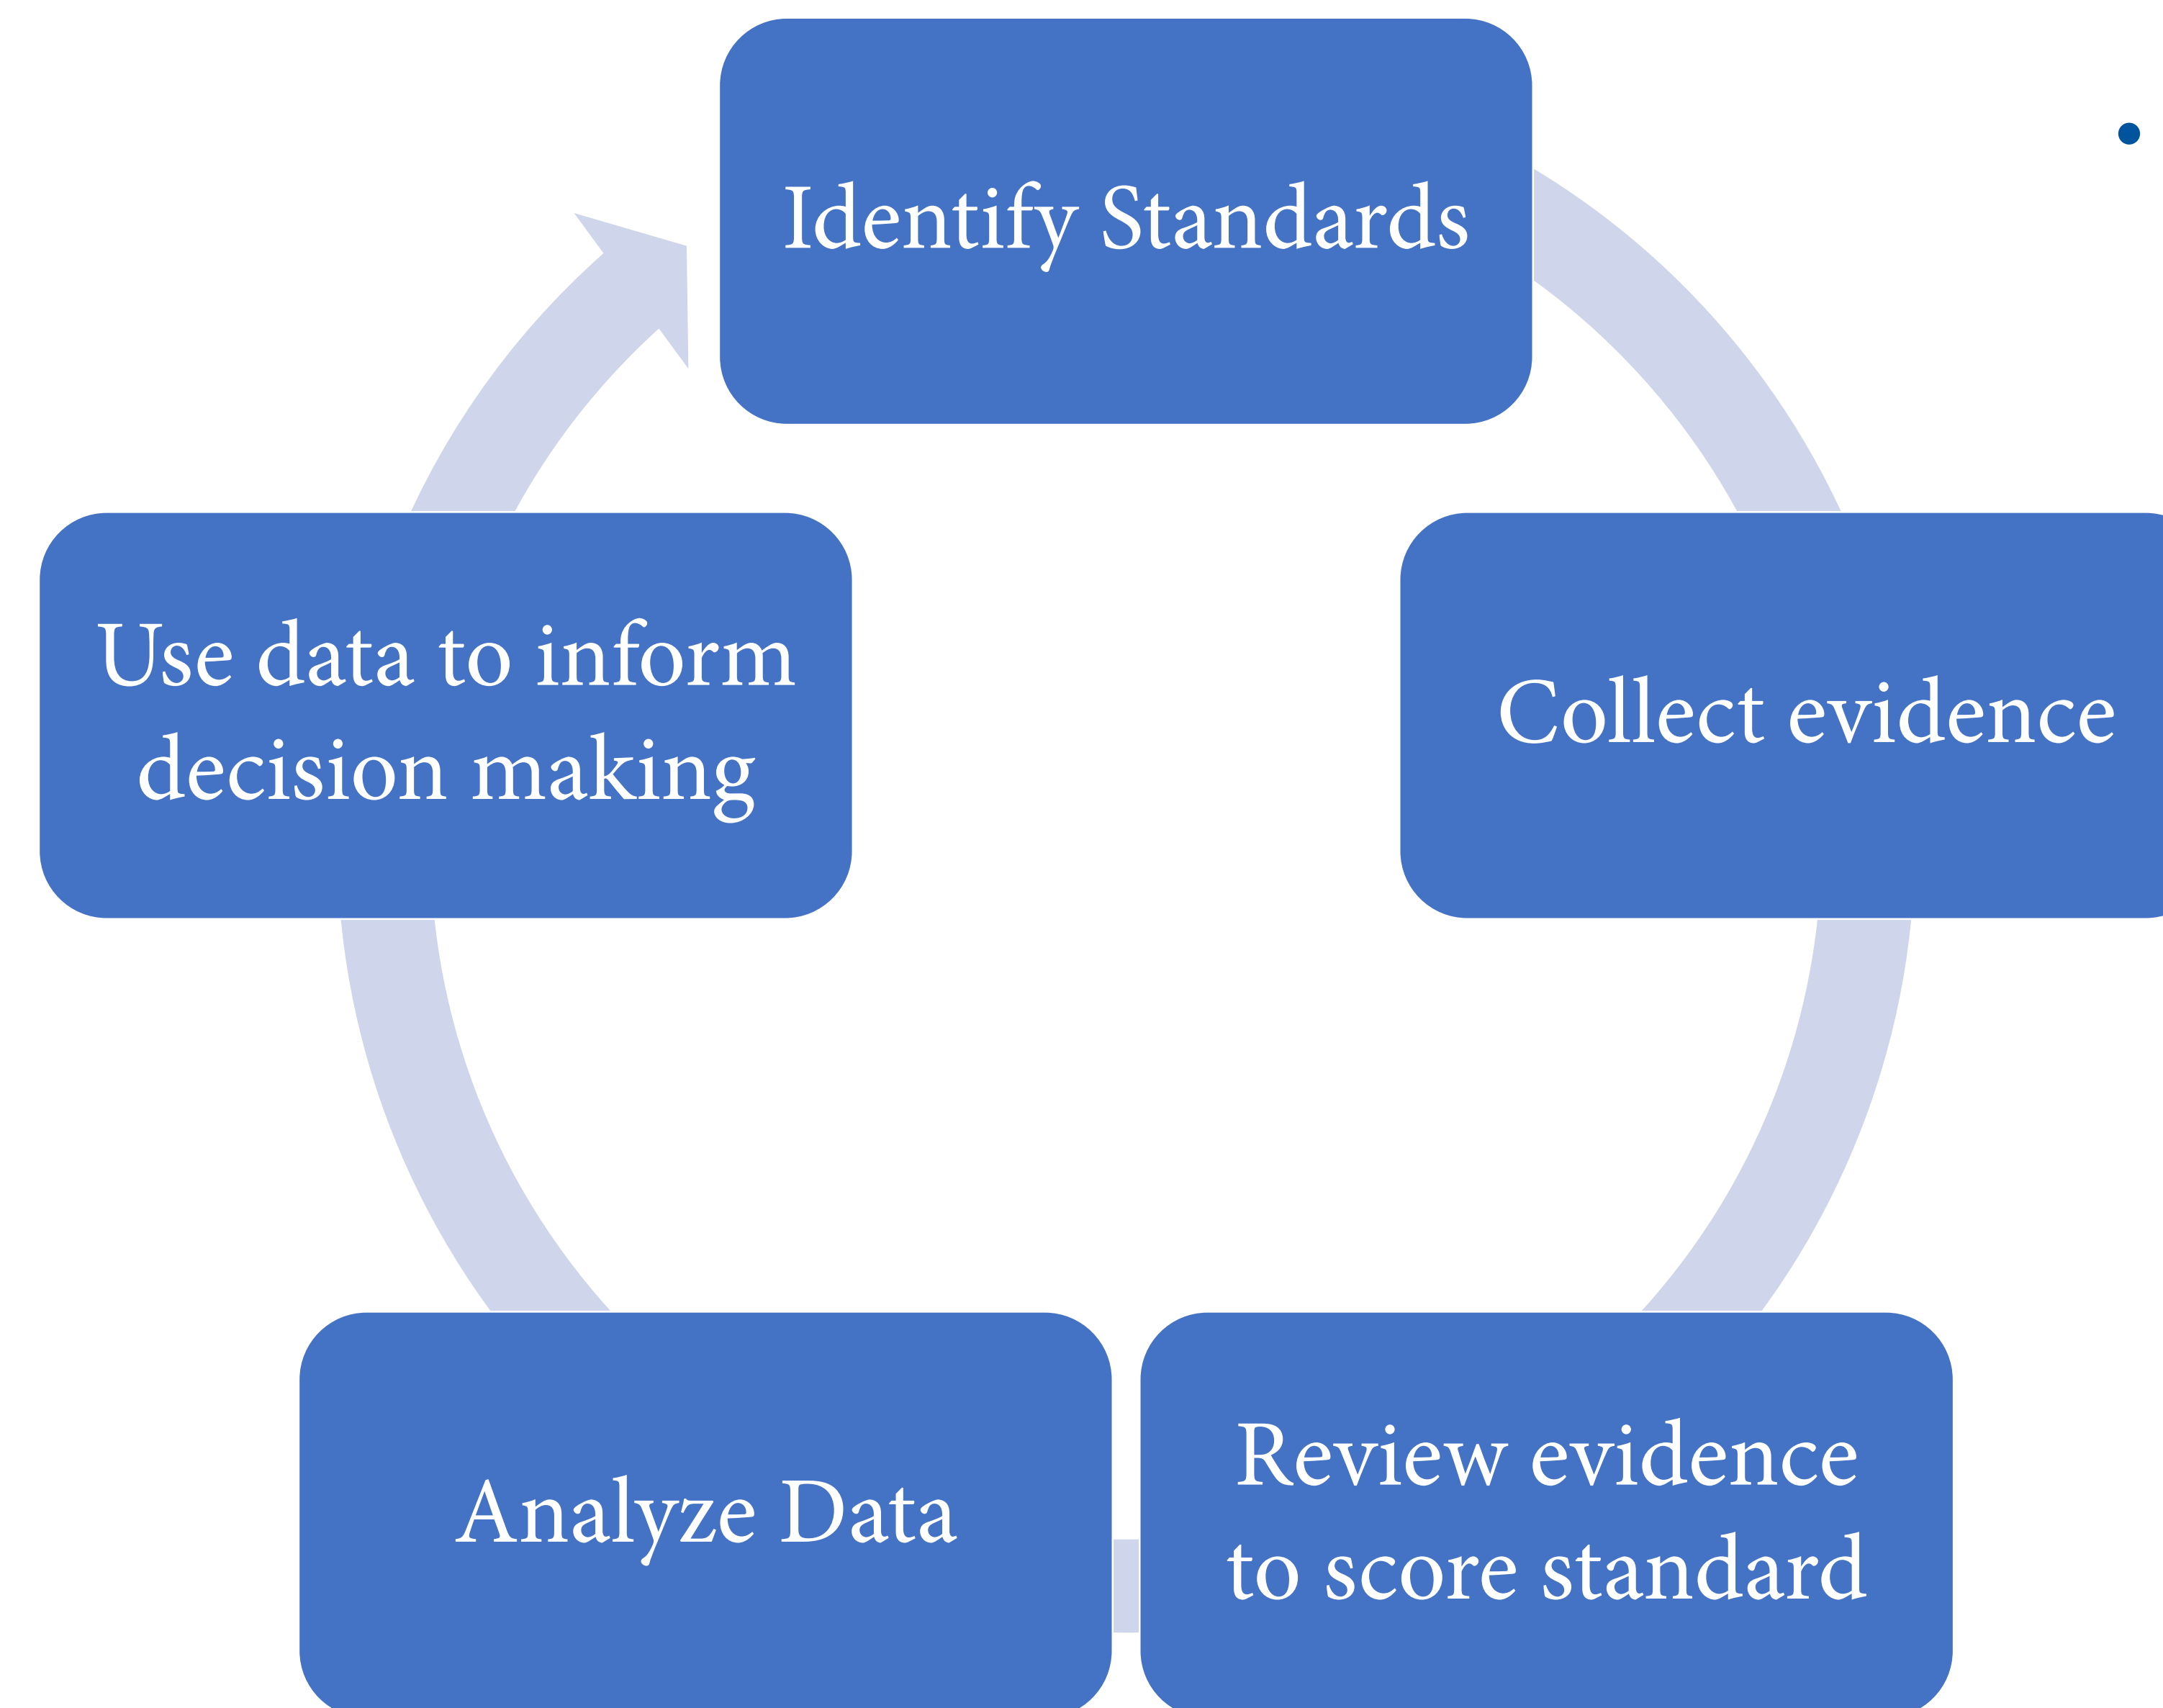 Identify Standards
Collect evidence
Review evidence
to score standard
Analyze Data
Use data to inform
decision making